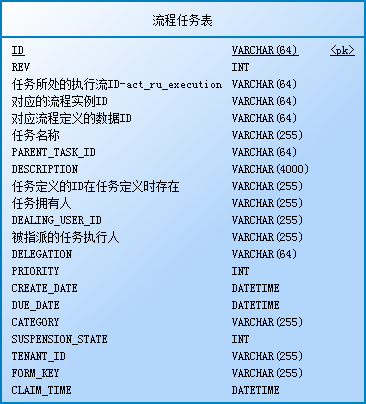 流程任务表
ID VARCHAR(64) <pk>
REV INT
任务所处的执行流ID-act_ru_execution VARCHAR(64)
对应的流程实例ID VARCHAR(64)
对应流程定义的数据ID VARCHAR(64)
任务名称 VARCHAR(255)
PARENT_TASK_ID VARCHAR(64)
DESCRIPTION VARCHAR(4000)
任务定义的ID在任务定义时存在 VARCHAR(255)
任务拥有人 VARCHAR(255)
DEALING_USER_ID VARCHAR(255)
被指派的任务执行人 VARCHAR(255)
DELEGATION VARCHAR(64)
PRIORITY INT
CREATE_DATE DATETIME
DUE_DATE DATETIME
CATEGORY VARCHAR(255)
SUSPENSION_STATE INT
TENANT_ID VARCHAR(255)
FORM_KEY VARCHAR(255)
CLAIM_TIME DATETIME